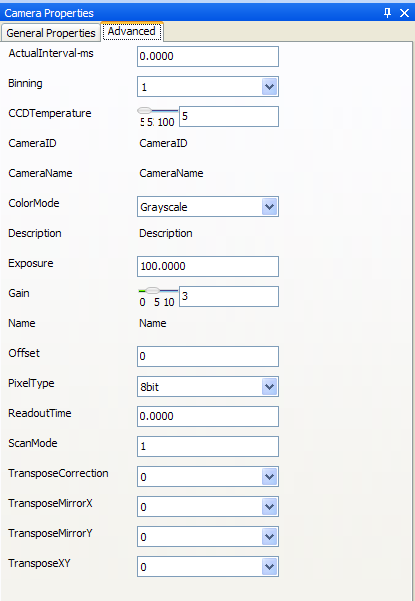 Camera Properties
General Properties Advanced
ActualInterval-ms 0.0000
Binning 1
CCDTemperature 5
5 5. 100
CameraID CameraID
CameraName CameraName
ColorMode Grayscale
Description Description
Exposure 100.0000
Gain 3
0 5 10
Name Name
Offset 0
PixelType 8bit
ReadoutTime 0.0000
ScanMode 1
TransposeCorrection 0
TransposeMirrorX 0
TransposeMirrorY 0
TransposeXY 0